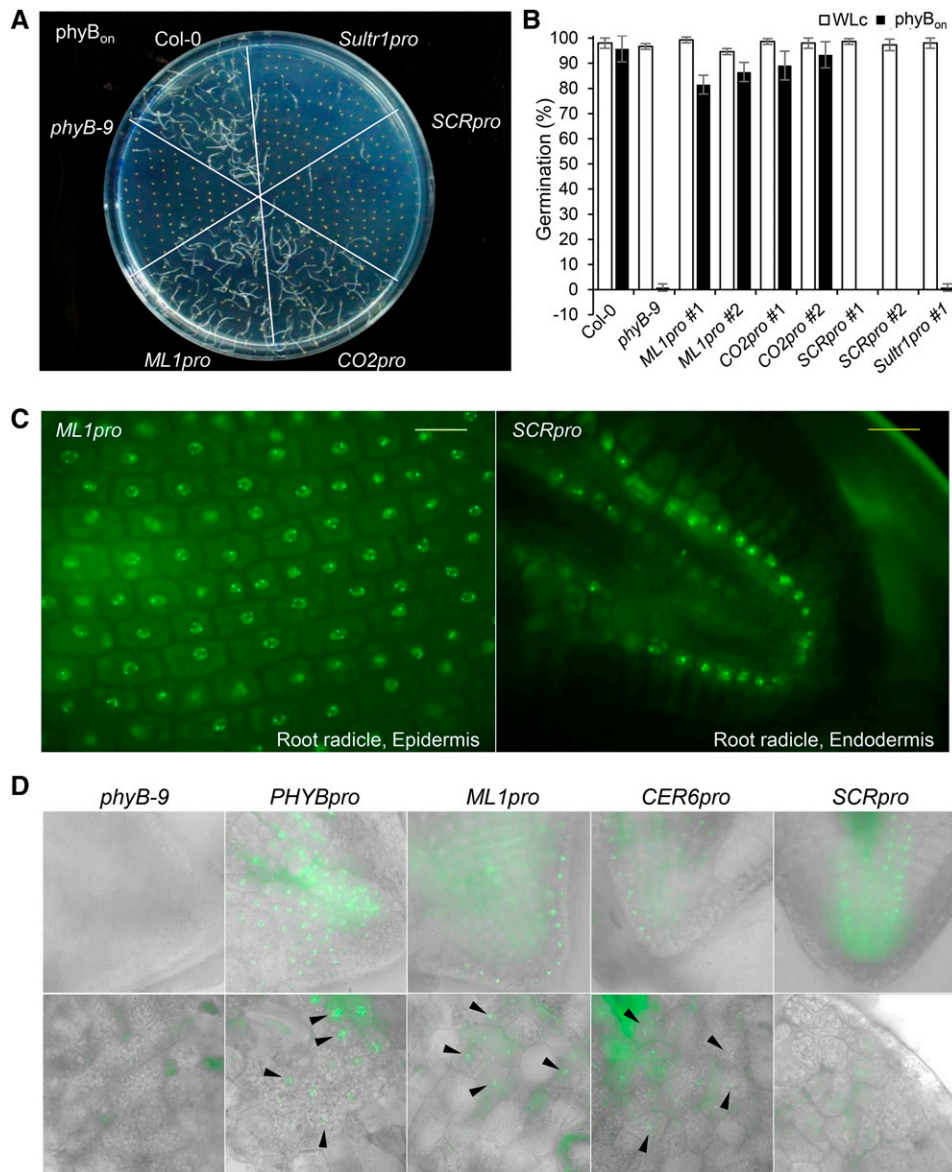 A
phyBon
Col-0
Sultr1pro
phyB-9
SCRpro
ML1pro
CO2pro
B
WLc
phyBon
Germination (%)
100
90
80
70
60
50
40
30
20
10
0
-10
Col-0
phyB-9
ML1pro #1
ML1pro #2
CO2pro #1
CO2pro #2
SCRpro #1
SCRpro #2
Sultr1pro #1
C
ML1pro
Root radicle, Epidermis
SCRpro
Root radicle, Endodermis
D
phyB-9
PHYBpro
ML1pro
CER6pro
SCRpro